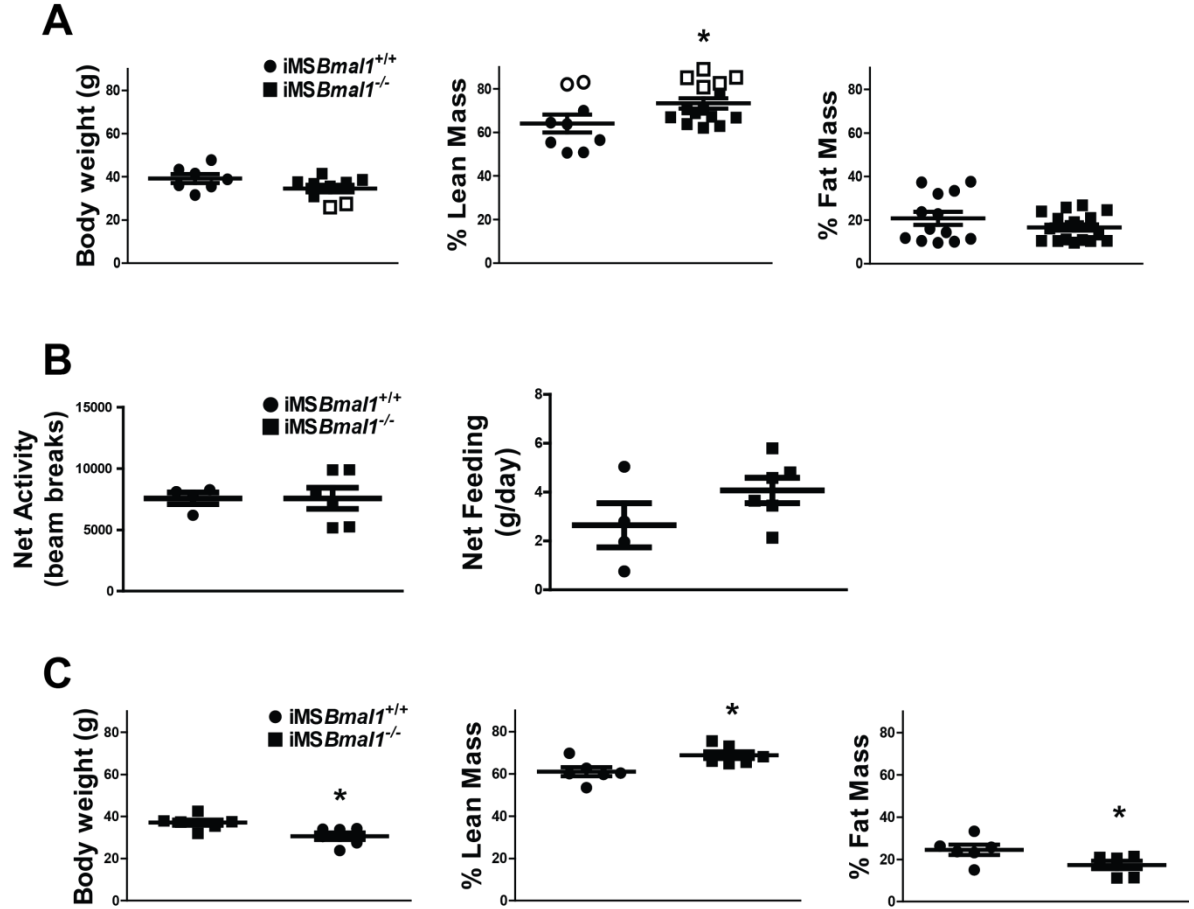 A
Body weight (g)
80
60
40
20
0
iMSBmal1+/+
iMSBmal1-/-
% Lean Mass
80
60
40
20
0
*
% Fat Mass
80
60
40
20
0
B
Net Activity
(beam breaks)
15000
10000
5000
0
iMSBmal1+/+
iMSBmal1-/-
Net Feeding
(g/day)
8
6
4
2
0
C
Body weight (g)
80
60
40
20
0
iMSBmal1+/+
iMSBmal1-/-
*
% Lean Mass
80
60
40
20
0
*
% Fat Mass
80
60
40
20
0
*